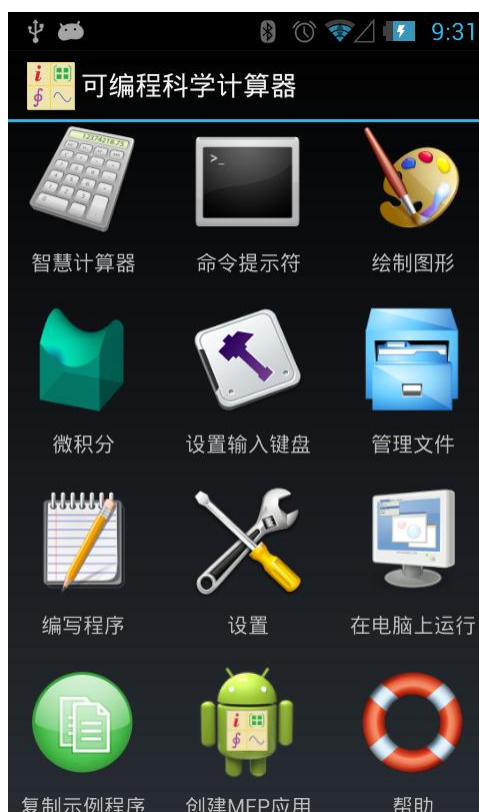 9:31
可编程科学计算器
智慧计算器 命令提示符 绘制图形
微积分 设置输入键盘 管理文件
编写程序 设置 在电脑上运行
复制示例程序 创建MFP应用 帮助